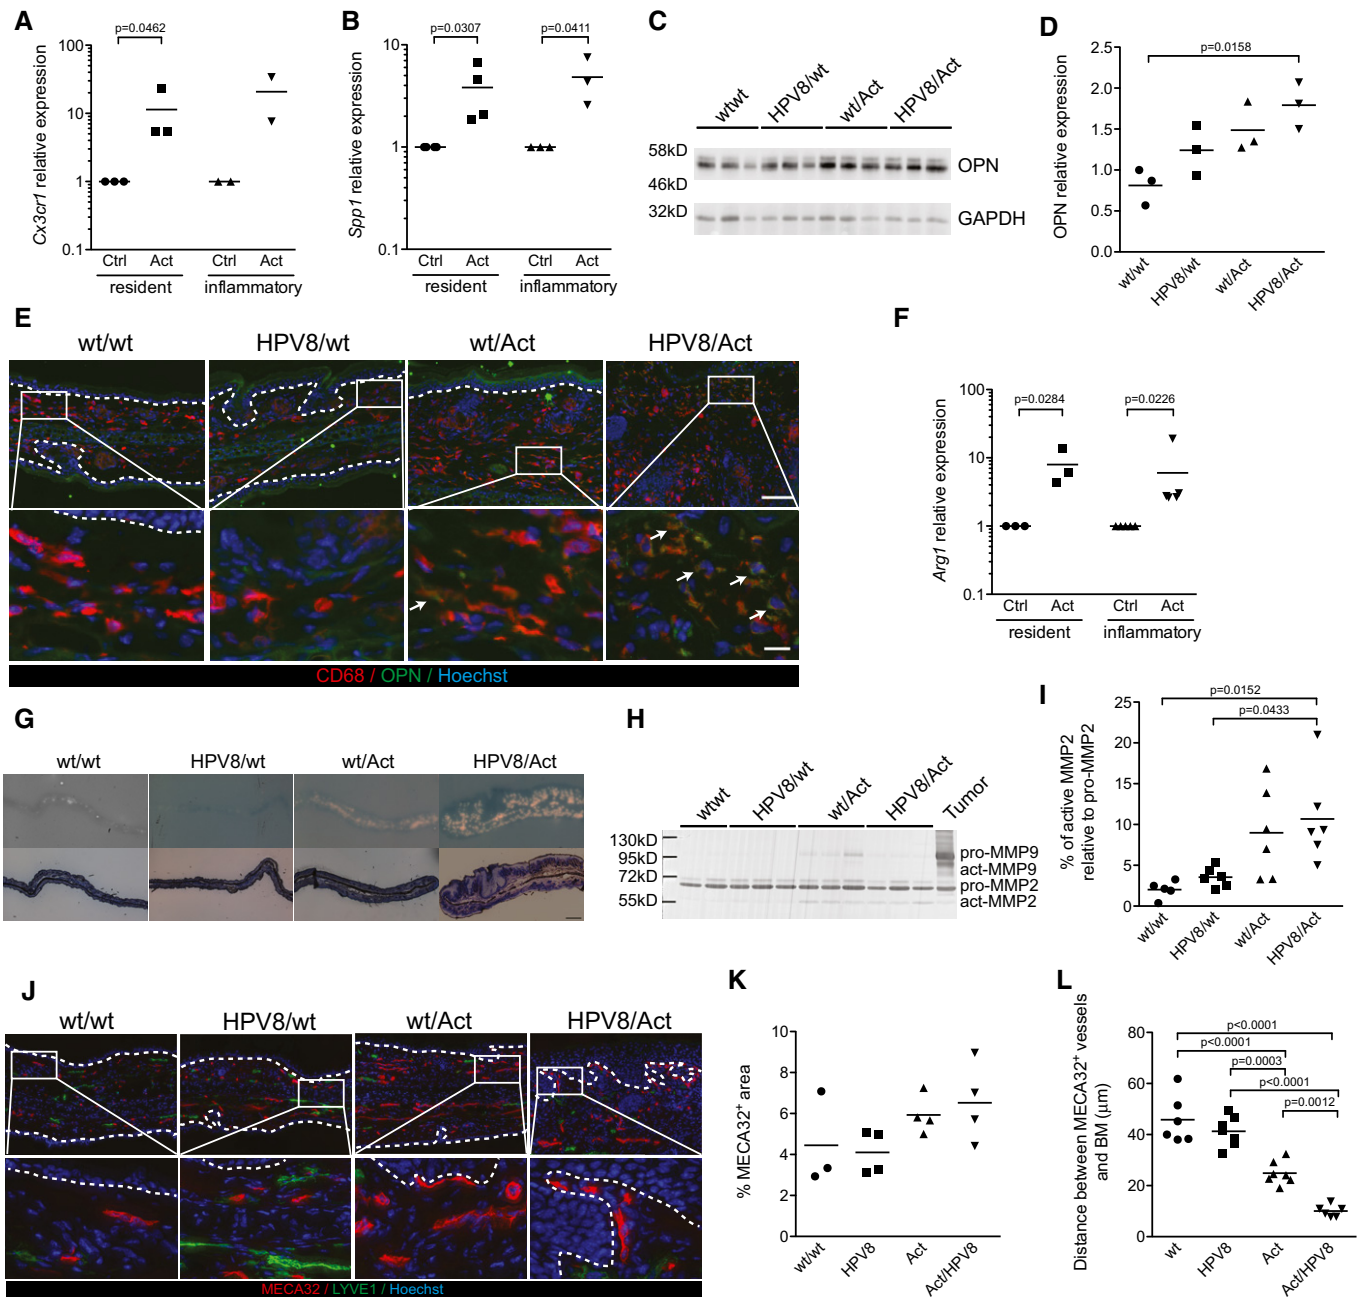 A
p=0.0462
Cx3cr1 relative expression
100
10
1
0.1
Ctrl Act Ctrl Act
resident inflammatory
B
p=0.0307 p=0.0411
Spp1 relative expression
10
1
0.1
Ctrl Act Ctrl Act
resident inflammatory
C
wtwt HPV8/wt wt/Act HPV8/Act
58kD
46kD
32kD
OPN
GAPDH
D
p=0.0158
OPN relative expression
2.5
2.0
1.5
1.0
0.5
0.0
wt/wt HPV8/wt wt/Act HPV8/Act
E
wt/wt HPV8/wt wt/Act HPV8/Act
CD68 / OPN / Hoechst
F
p=0.0284 p=0.0226
Arg1 relative expression
100
10
1
0.1
Ctrl Act Ctrl Act
resident inflammatory
G
wt/wt HPV8/wt wt/Act HPV8/Act
H
wtwt HPV8/wt wt/Act HPV8/Act Tumor
130kD
95kD
72kD
55kD
pro-MMP9
act-MMP9
pro-MMP2
act-MMP2
I
p=0.0152
p=0.0433
% of active MMP2
relative to pro-MMP2
25
20
15
10
5
0
wt/wt HPV8/wt wt/Act HPV8/Act
J
wt/wt HPV8/wt wt/Act HPV8/Act
MECA32 / LYVE1 / Hoechst
K
% MECA32+ area
10
8
6
4
2
0
wt/wt HPV8 Act Act/HPV8
L
Distance between MECA32+ vessels
and BM (μm)
80
60
40
20
0
p<0.0001
p<0.0001
p=0.0003
p<0.0001
p=0.0012
wt HPV8 Act Act/HPV8